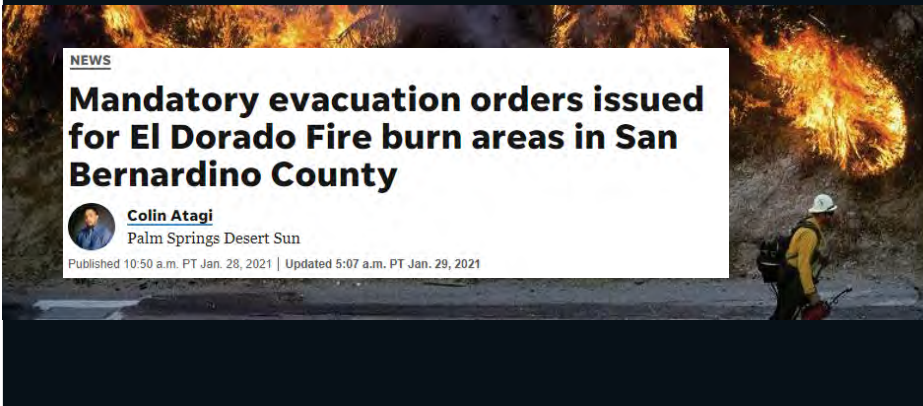 NEWS
Mandatory evacuation orders issued
for El Dorado Fire burn areas in San
Bernardino County
Colin Atagi
Palm Springs Desert Sun
Published 10:50 a.m. PT Jan. 28, 2021 | Updated 5:07 a.m. PT Jan. 29, 2021